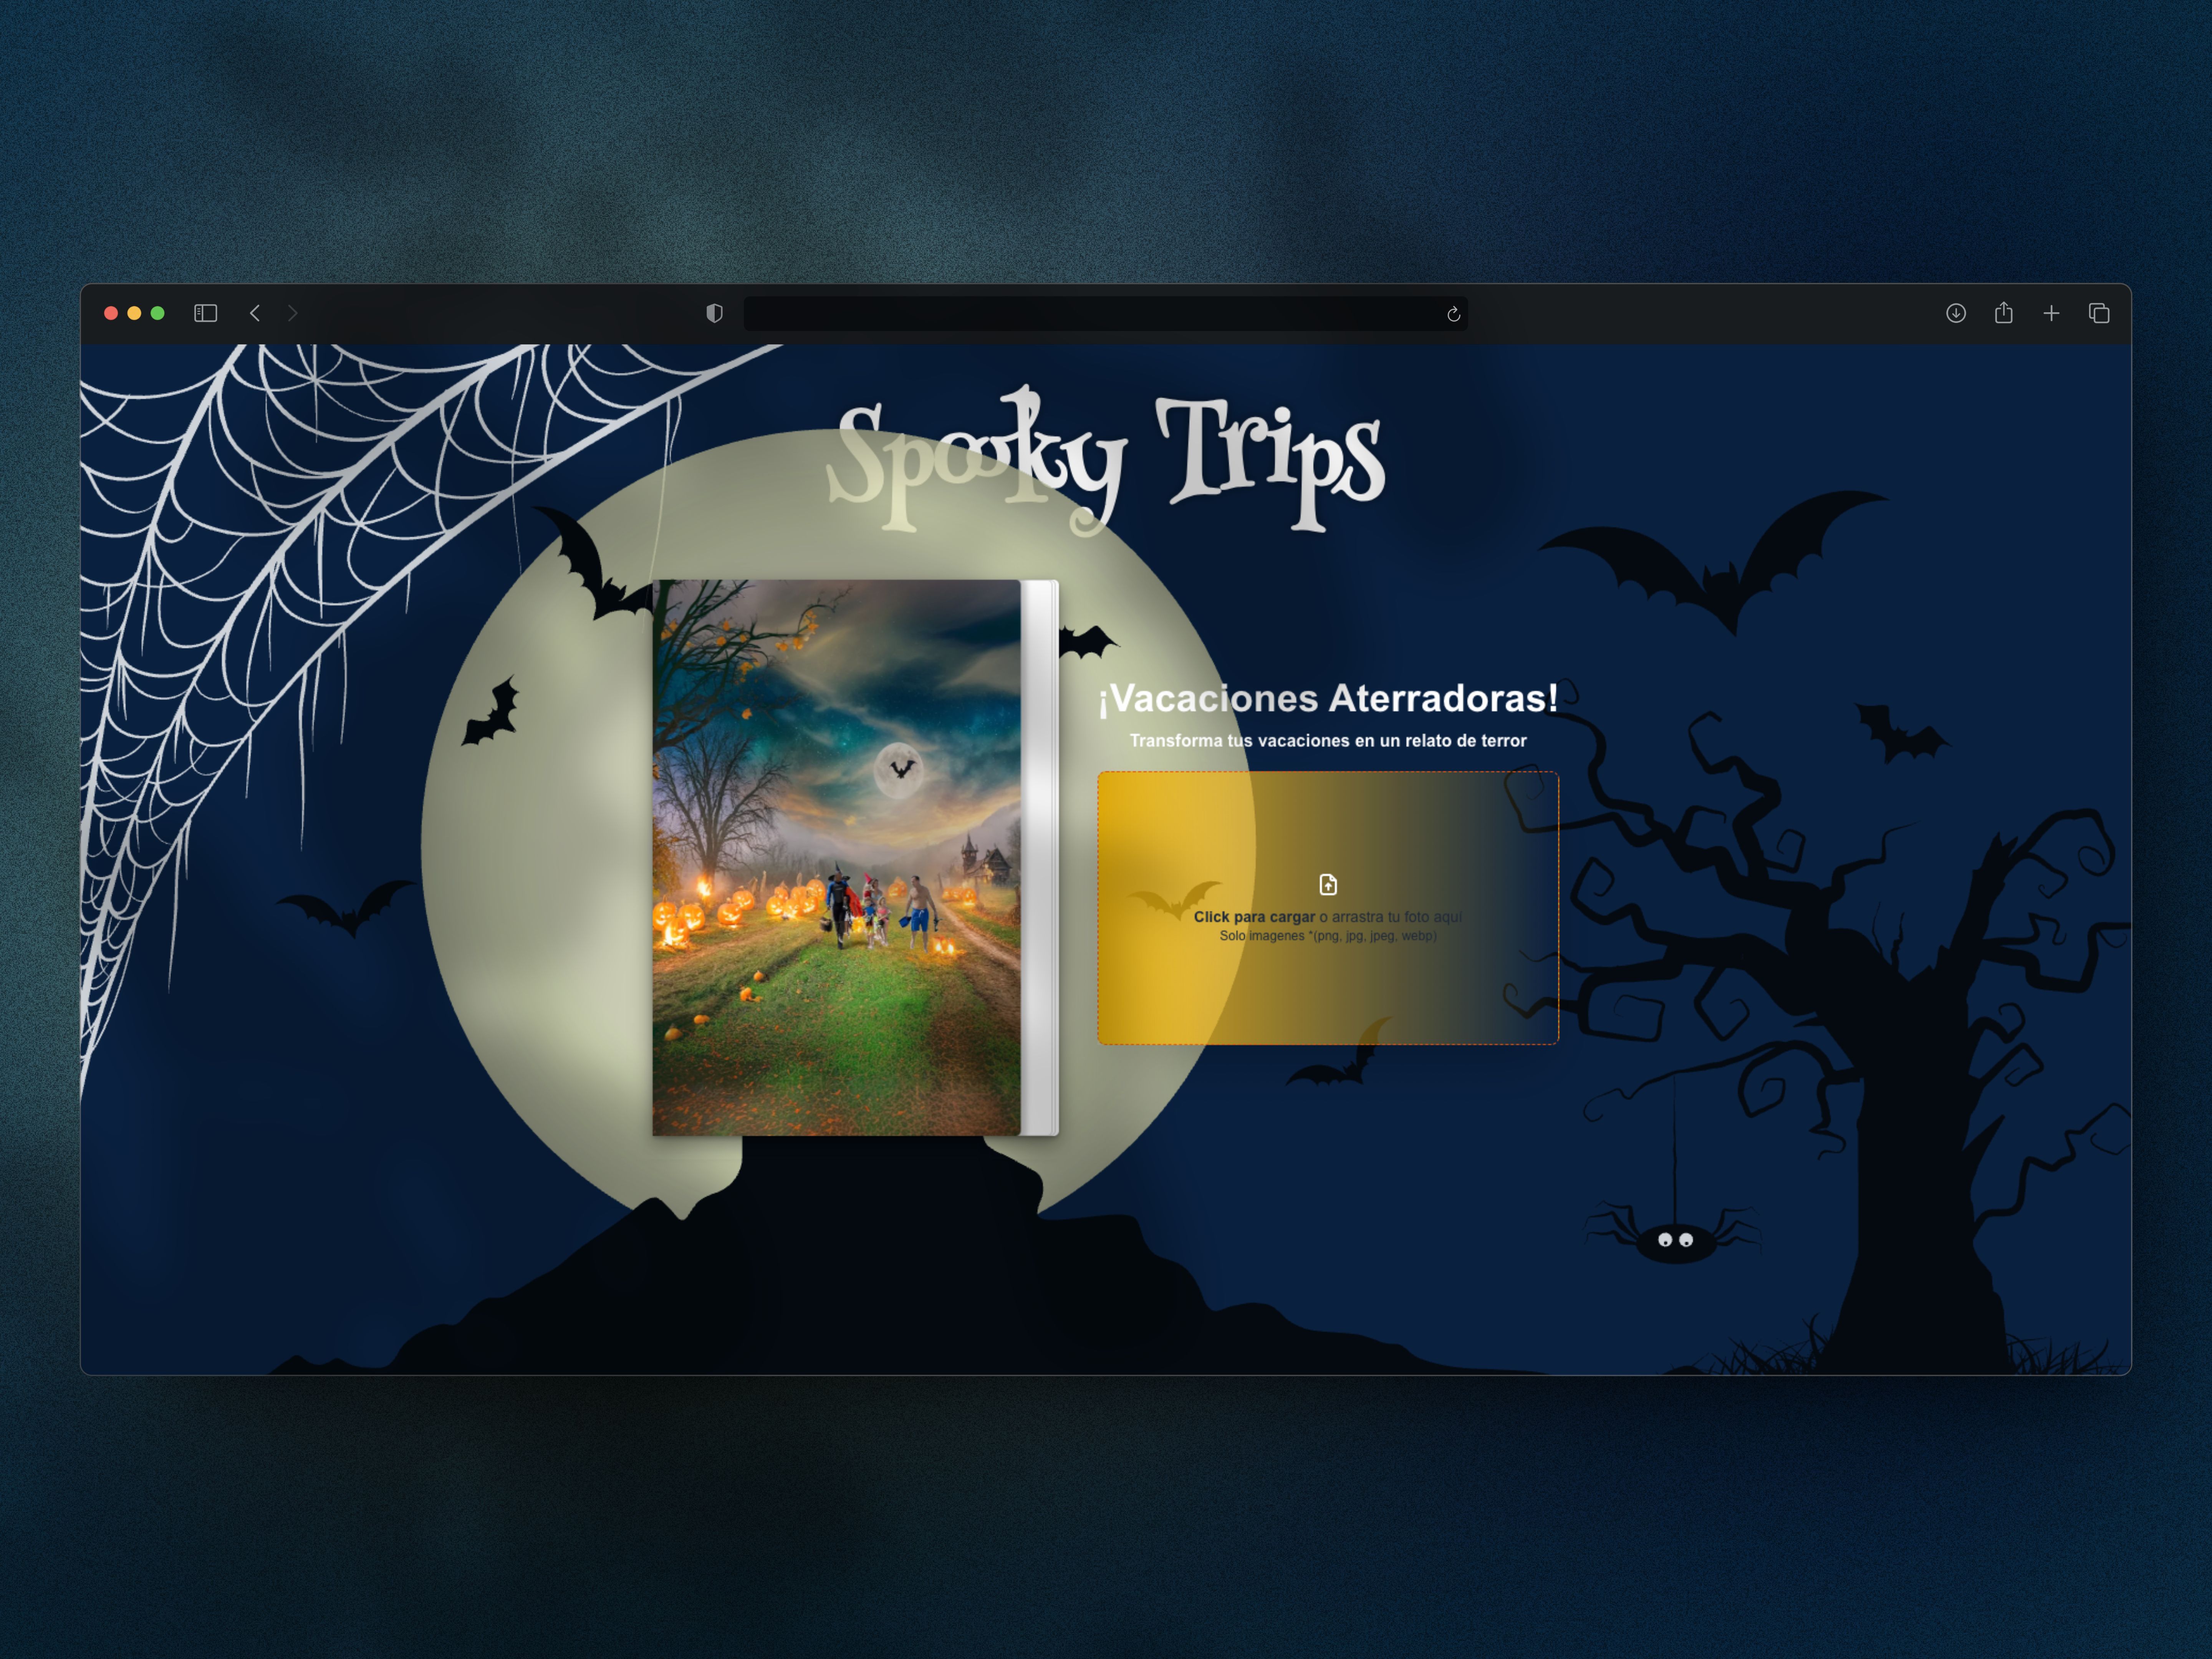 Spooky Trips
¡Vacaciones Aterradoras!
Transforma tus vacaciones en un relato de terror
Click para cargar o arrastra tu foto aquí
Solo imagenes *(png, jpg, jpeg, webp)